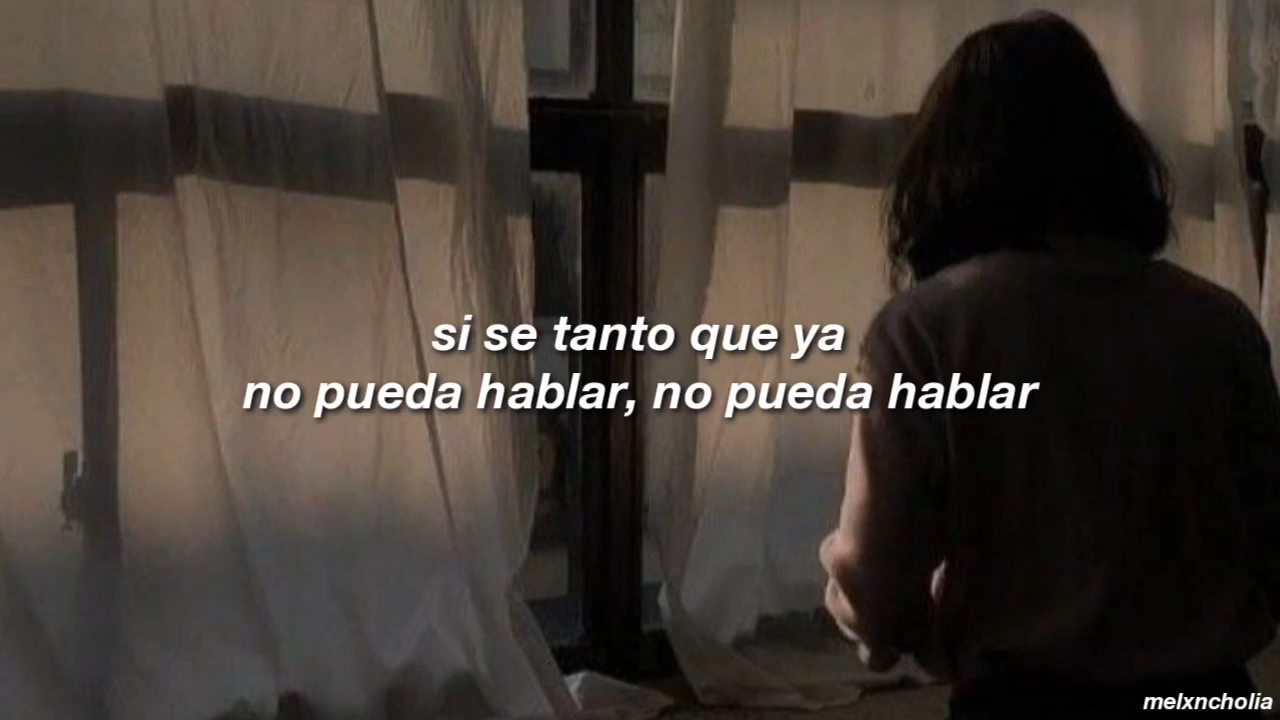 si se tanto que ya
no pueda hablar, no pueda hablar
melxncholia